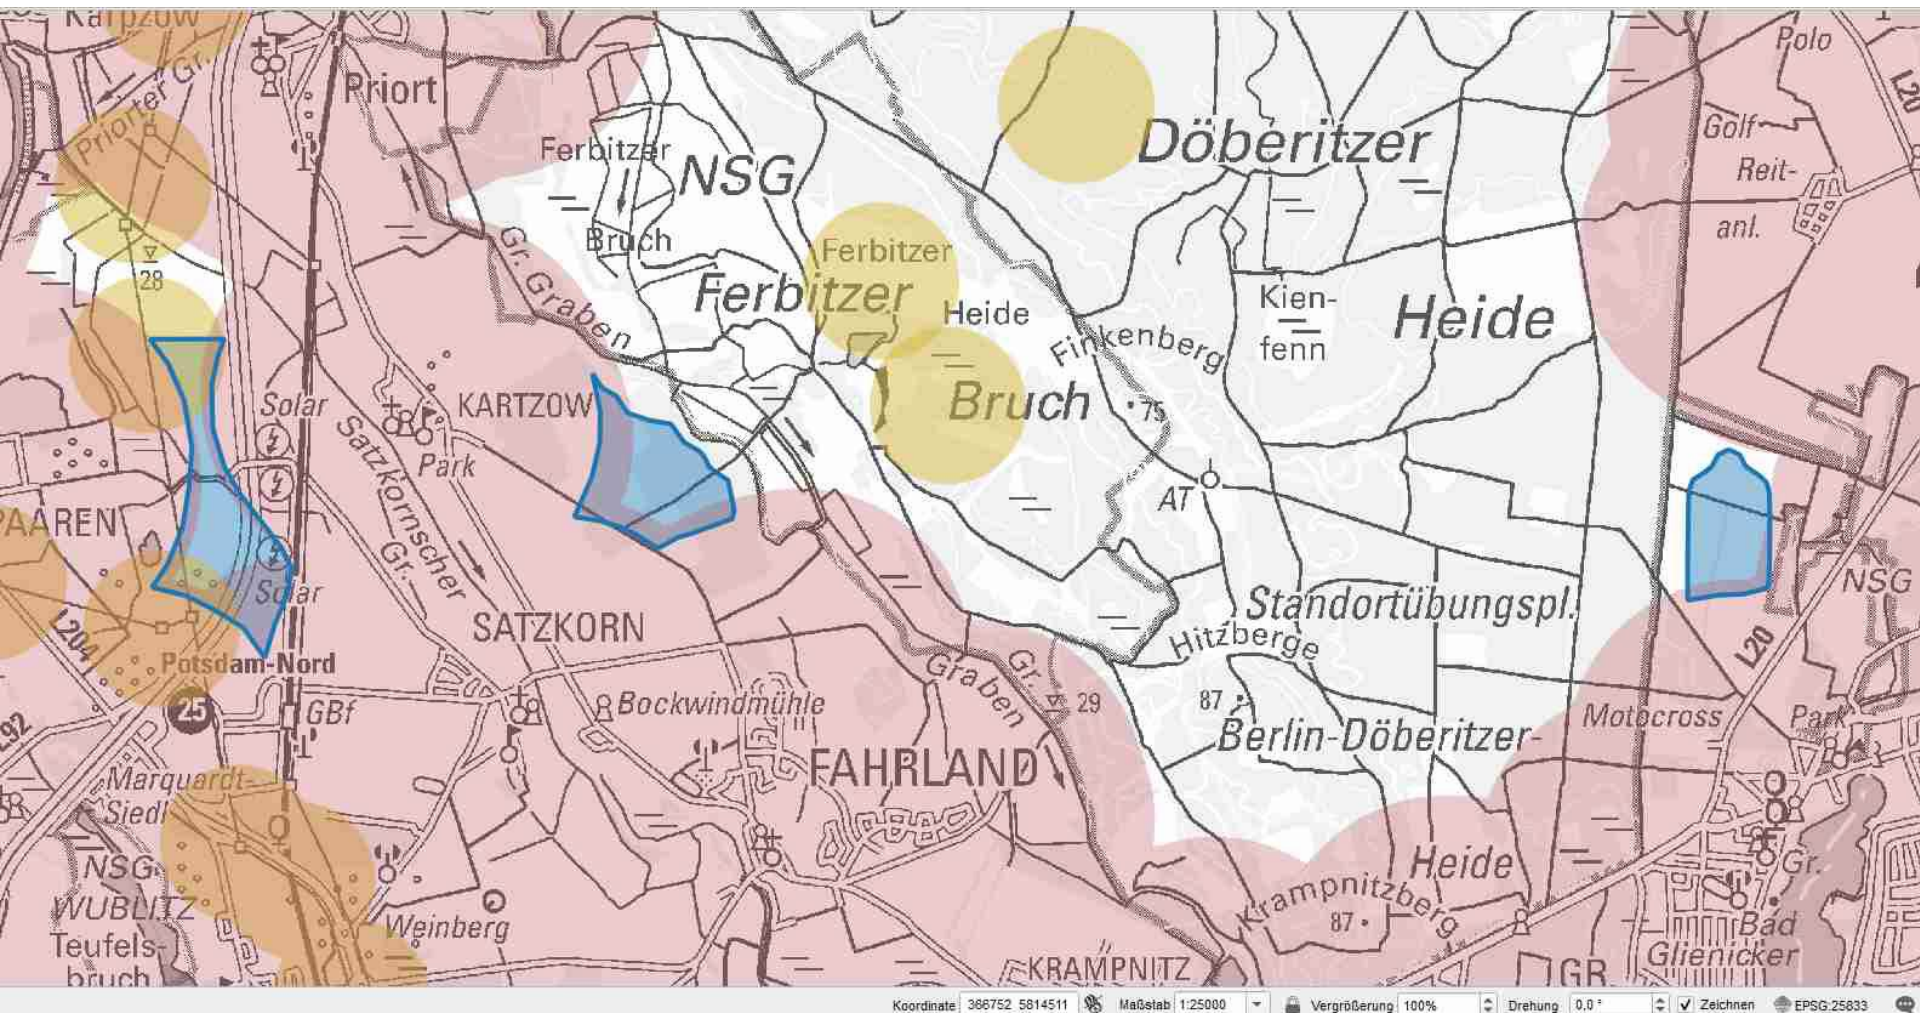 Karpzow
Priorter Gr.
Priort
Polo
L20
Golf
Reit-
anl.
Döberitzer
Ferbitzer
NSG
Bruch
Gr. Graben
Ferbitzer
Ferbitzer
Heide
28
Kien-
fenn
Heide
Finkenberg
Bruch
75
Solar
KARTZOW
Park
Satzkornscher
Gr.
AT
PAAREN
Solar
NSG
Standortübungspl.
Hitzberge
SATZKORN
L204
L20
Potsdam-Nord
25
GBf
Bockwindmühle
Graben
Gr.
29
87
Berlin-Döberitzer-
Motocross
Park
L92
FAHRLAND
Marquardt-
Siedl
NSG
WUBLITZ
Teufels-
bruch
Weinberg
Heide
Krampnitzberg
87
Gr.
Bad
Glienicker
KRAMPNITZ
GR
Koordinate 366752 5814511 Maßstab 1:25000 Vergrößerung 100% Drehung 0,0 ° Zeichnen EPSG:25833